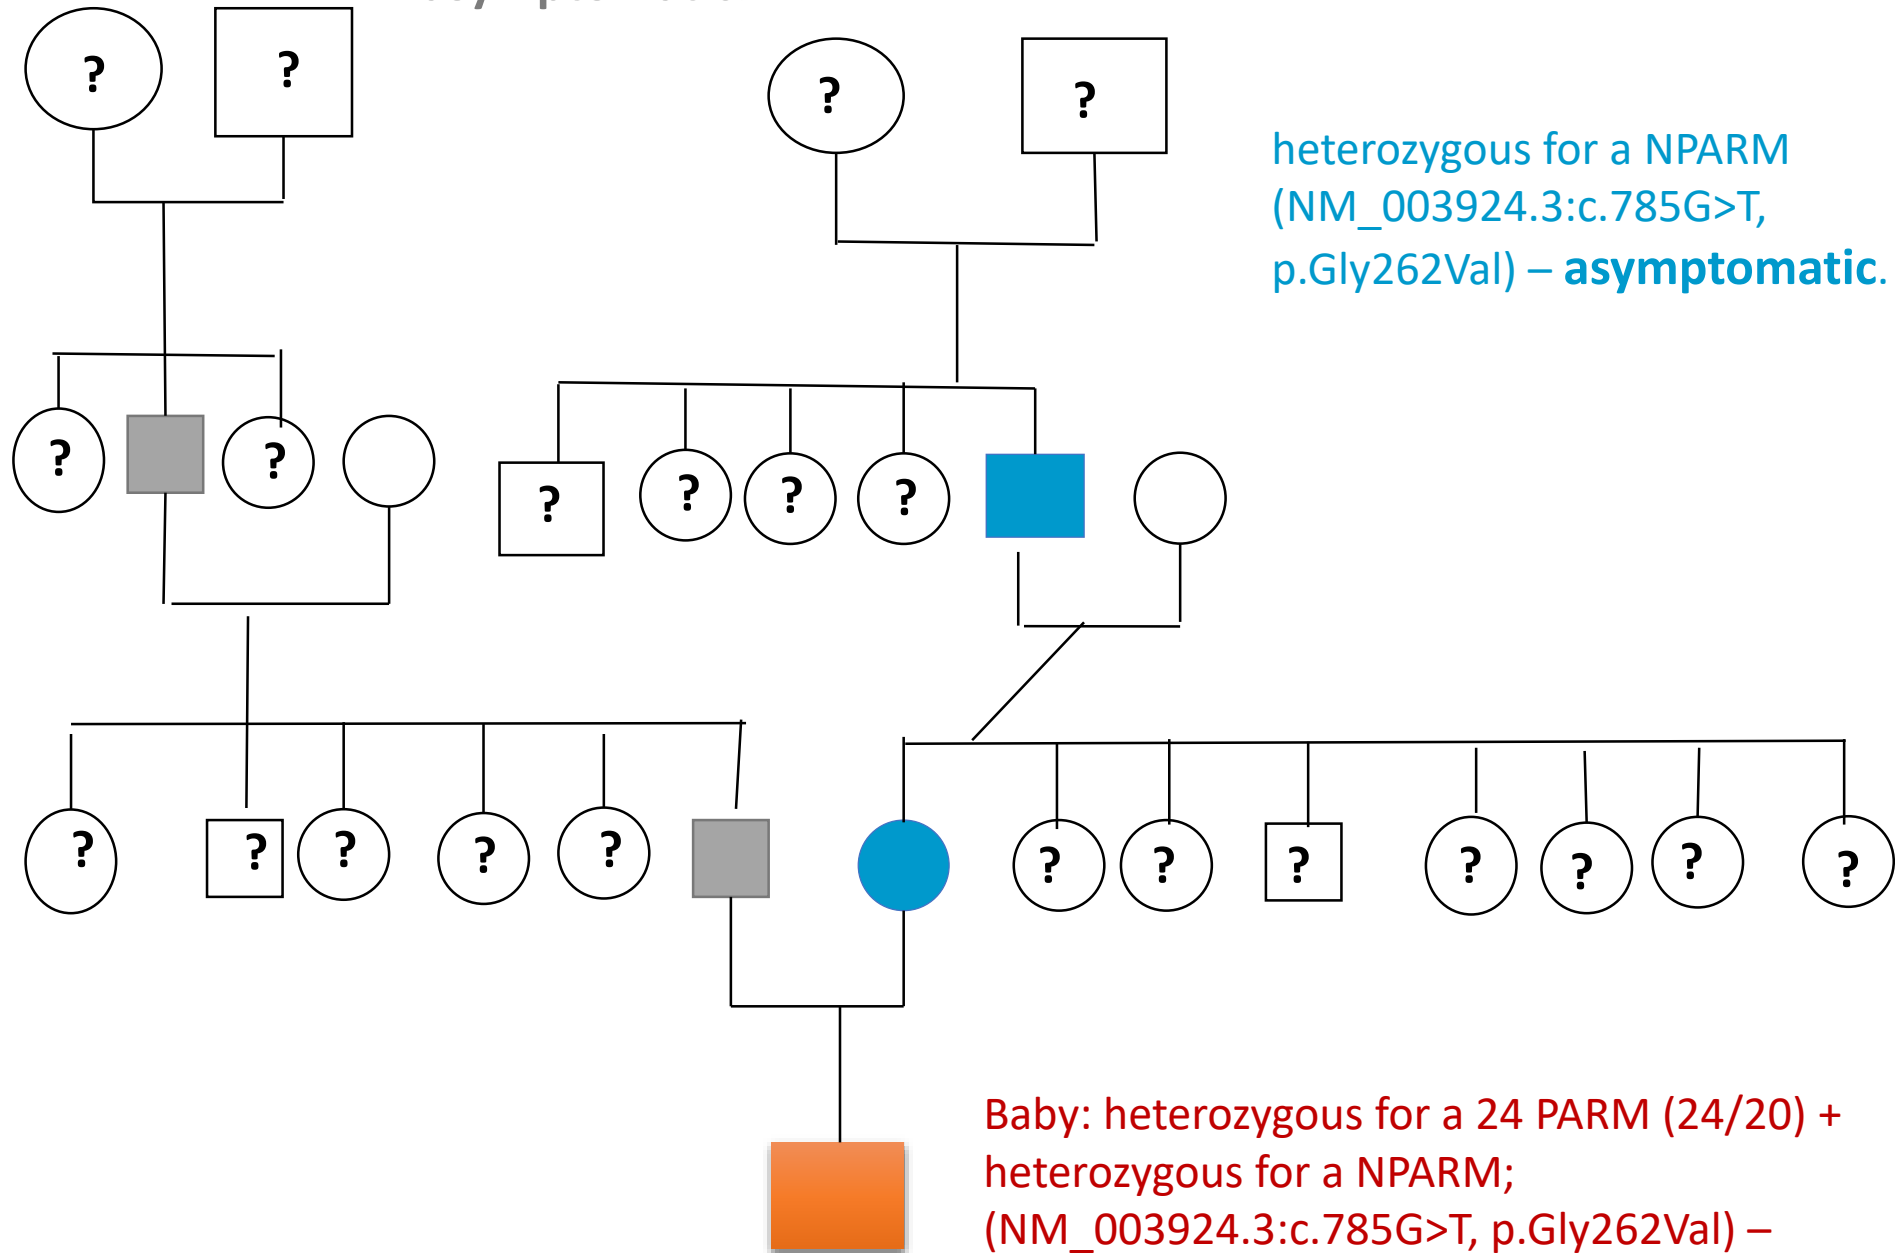 ? ? ? ?
heterozygous for a NPARM
(NM_003924.3:c.785G>T,
p.Gly262Val) – asymptomatic.
? ? ? ? ? ?
? ? ? ? ? ? ? ? ? ? ? ?
Baby: heterozygous for a 24 PARM (24/20) +
heterozygous for a NPARM;
(NM_003924.3:c.785G>T, p.Gly262Val) –